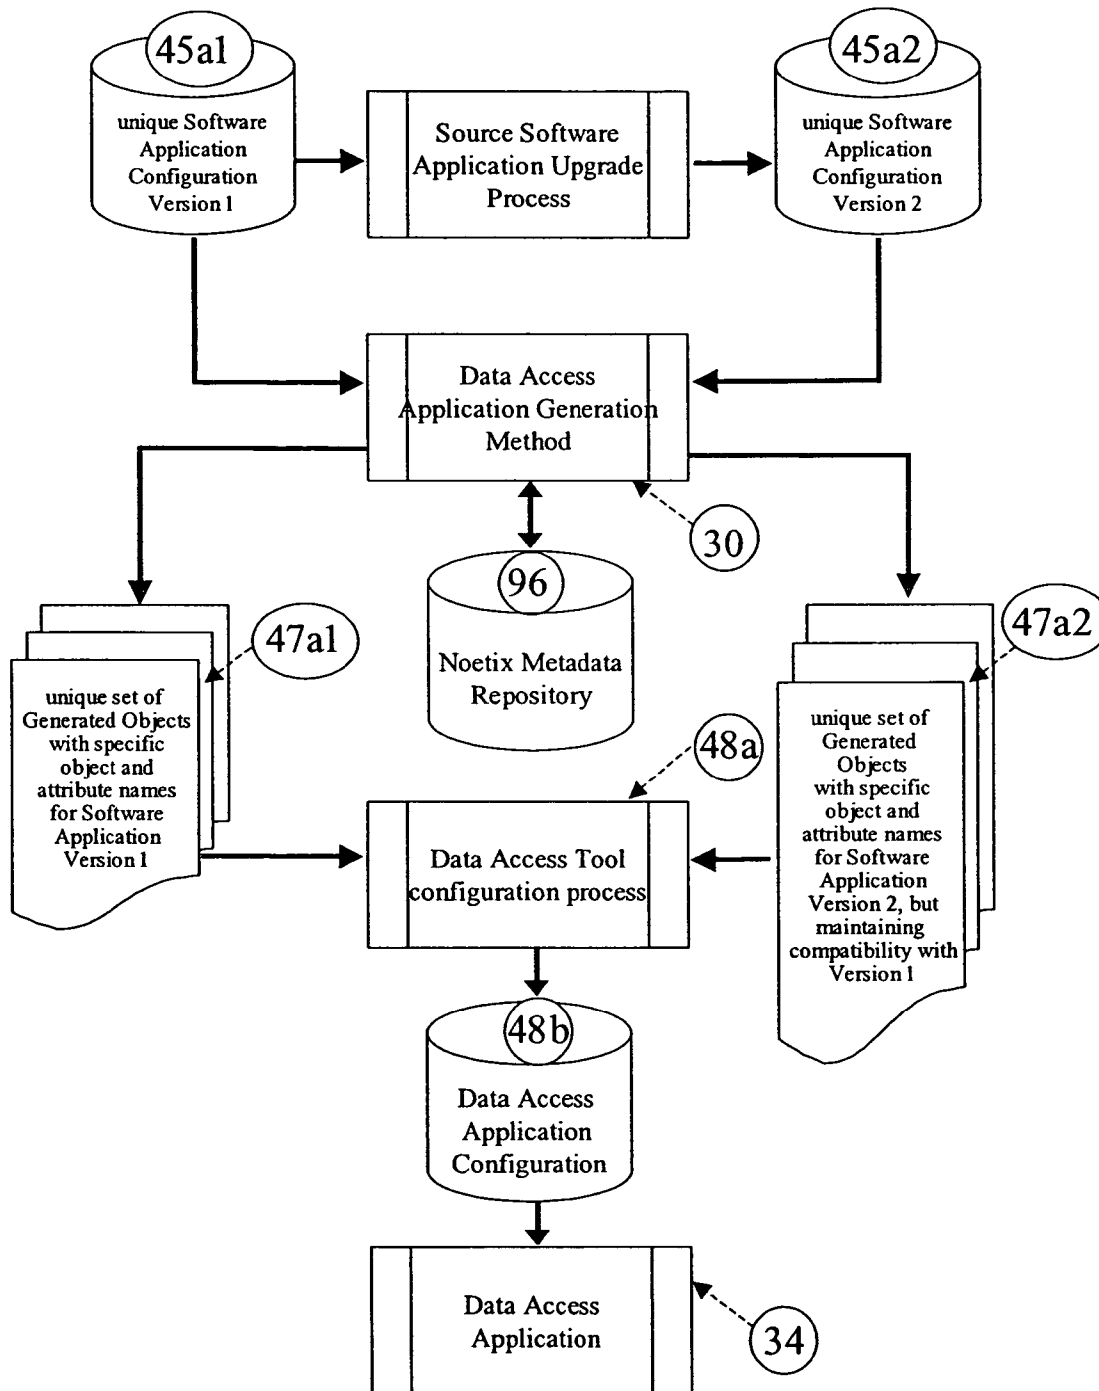 45a1
unique Software
Application
Configuration
Version 1
Source Software
Application Upgrade
Process
45a2
unique Software
Application
Configuration
Version 2
Data Access
Application Generation
Method
30
96
Noetix Metadata
Repository
47a1
unique set of
Generated Objects
with specific
object and
attribute names
for Software
Application
Version 1
47a2
unique set of
Generated
Objects
with specific
object and
attribute names
for Software
Application
Version 2, but
maintaining
compatibility with
Version 1
48a
Data Access Tool
configuration process
48b
Data Access
Application
Configuration
Data Access
Application
34